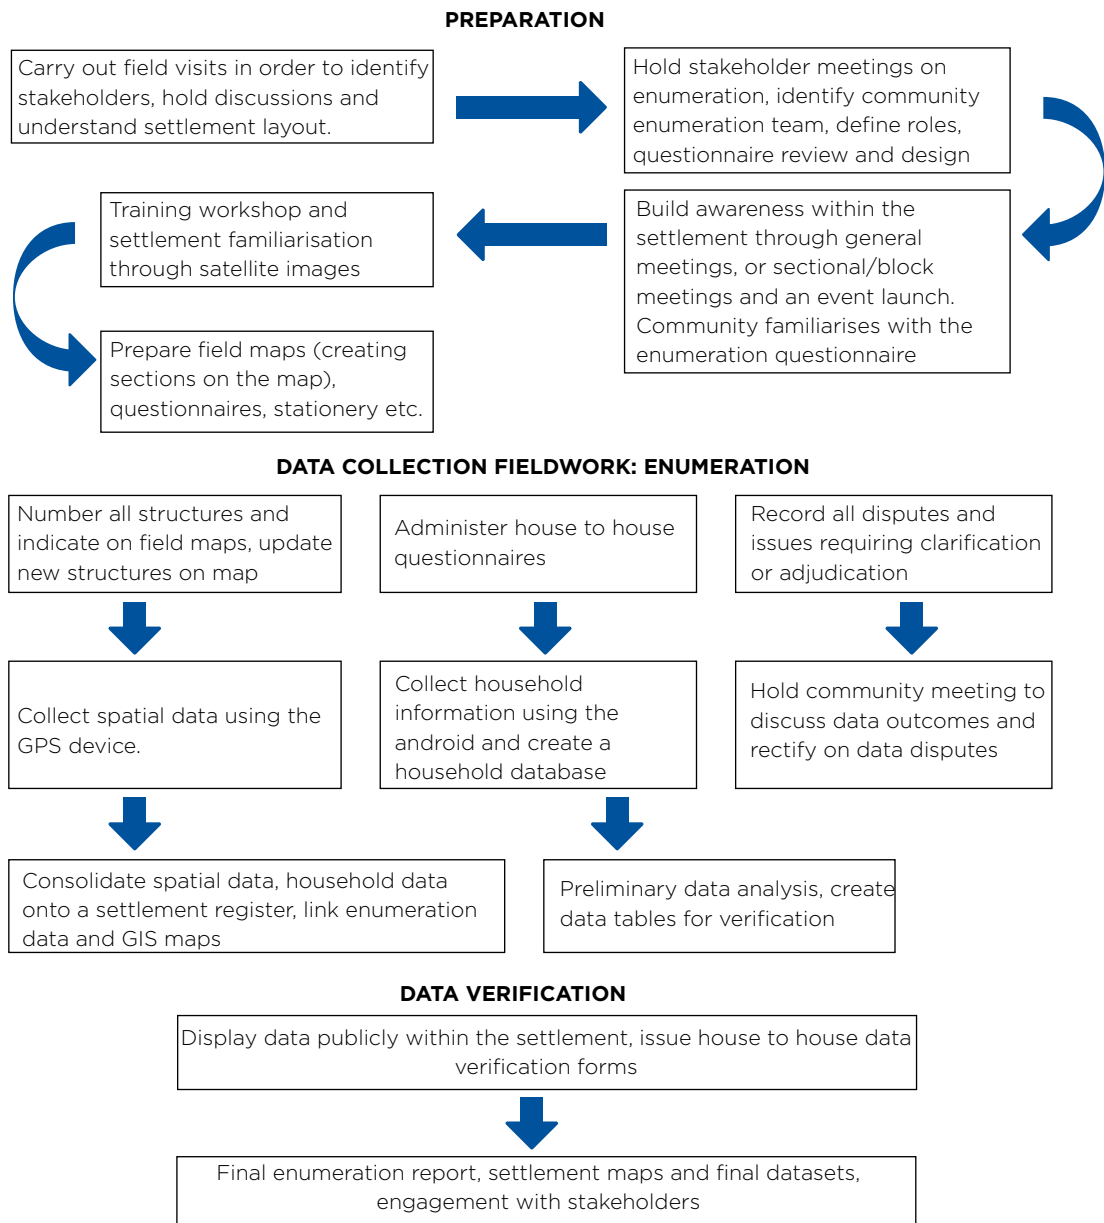 PREPARATION
Carry out field visits in order to identify
stakeholders, hold discussions and
understand settlement layout.
Hold stakeholder meetings on
enumeration, identify community
enumeration team, define roles,
questionnaire review and design
Build awareness within the
settlement through general
meetings, or sectional/block
meetings and an event launch.
Community familiarises with the
enumeration questionnaire
Training workshop and
settlement familiarisation
through satellite images
Prepare field maps (creating
sections on the map),
questionnaires, stationery etc.
DATA COLLECTION FIELDWORK: ENUMERATION
Number all structures and
indicate on field maps, update
new structures on map
Administer house to house
questionnaires
Record all disputes and
issues requiring clarification
or adjudication
Collect spatial data using the
GPS device.
Collect household
information using the
android and create a
household database
Hold community meeting to
discuss data outcomes and
rectify on data disputes
Consolidate spatial data, household data
onto a settlement register, link enumeration
data and GIS maps
Preliminary data analysis, create
data tables for verification
DATA VERIFICATION
Display data publicly within the settlement, issue house to house data
verification forms
Final enumeration report, settlement maps and final datasets,
engagement with stakeholders